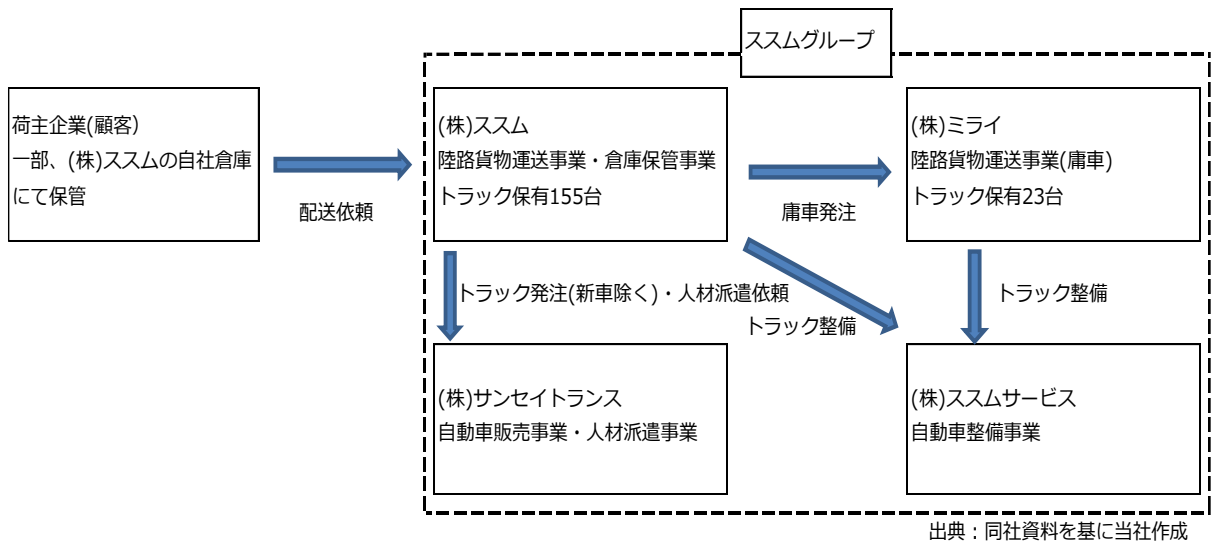 ススムグループ
荷主企業(顧客)
一部、(株)ススムの自社倉庫
にて保管
配送依頼
(株)ススム
陸路貨物運送事業・倉庫保管事業
トラック保有155台
庸車発注
(株)ミライ
陸路貨物運送事業(庸車)
トラック保有23台
トラック発注(新車除く)・人材派遣依頼
トラック整備
トラック整備
(株)サンセイトランス
自動車販売事業・人材派遣事業
(株)ススムサービス
自動車整備事業
出典：同社資料を基に当社作成